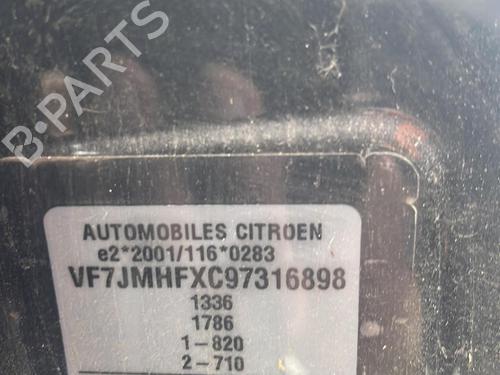 B-PARTS
AUTOMOBILES CITROEN
e2*2001/116*0283
VF7JMHFXC97316898
1336
1786
1-820
2-710